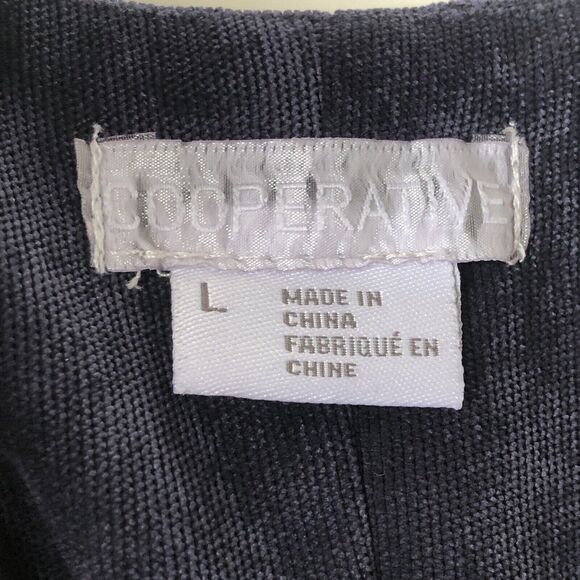 COOPERATIVE
L
MADE IN
CHINA
FABRIQUÉ EN
CHINE